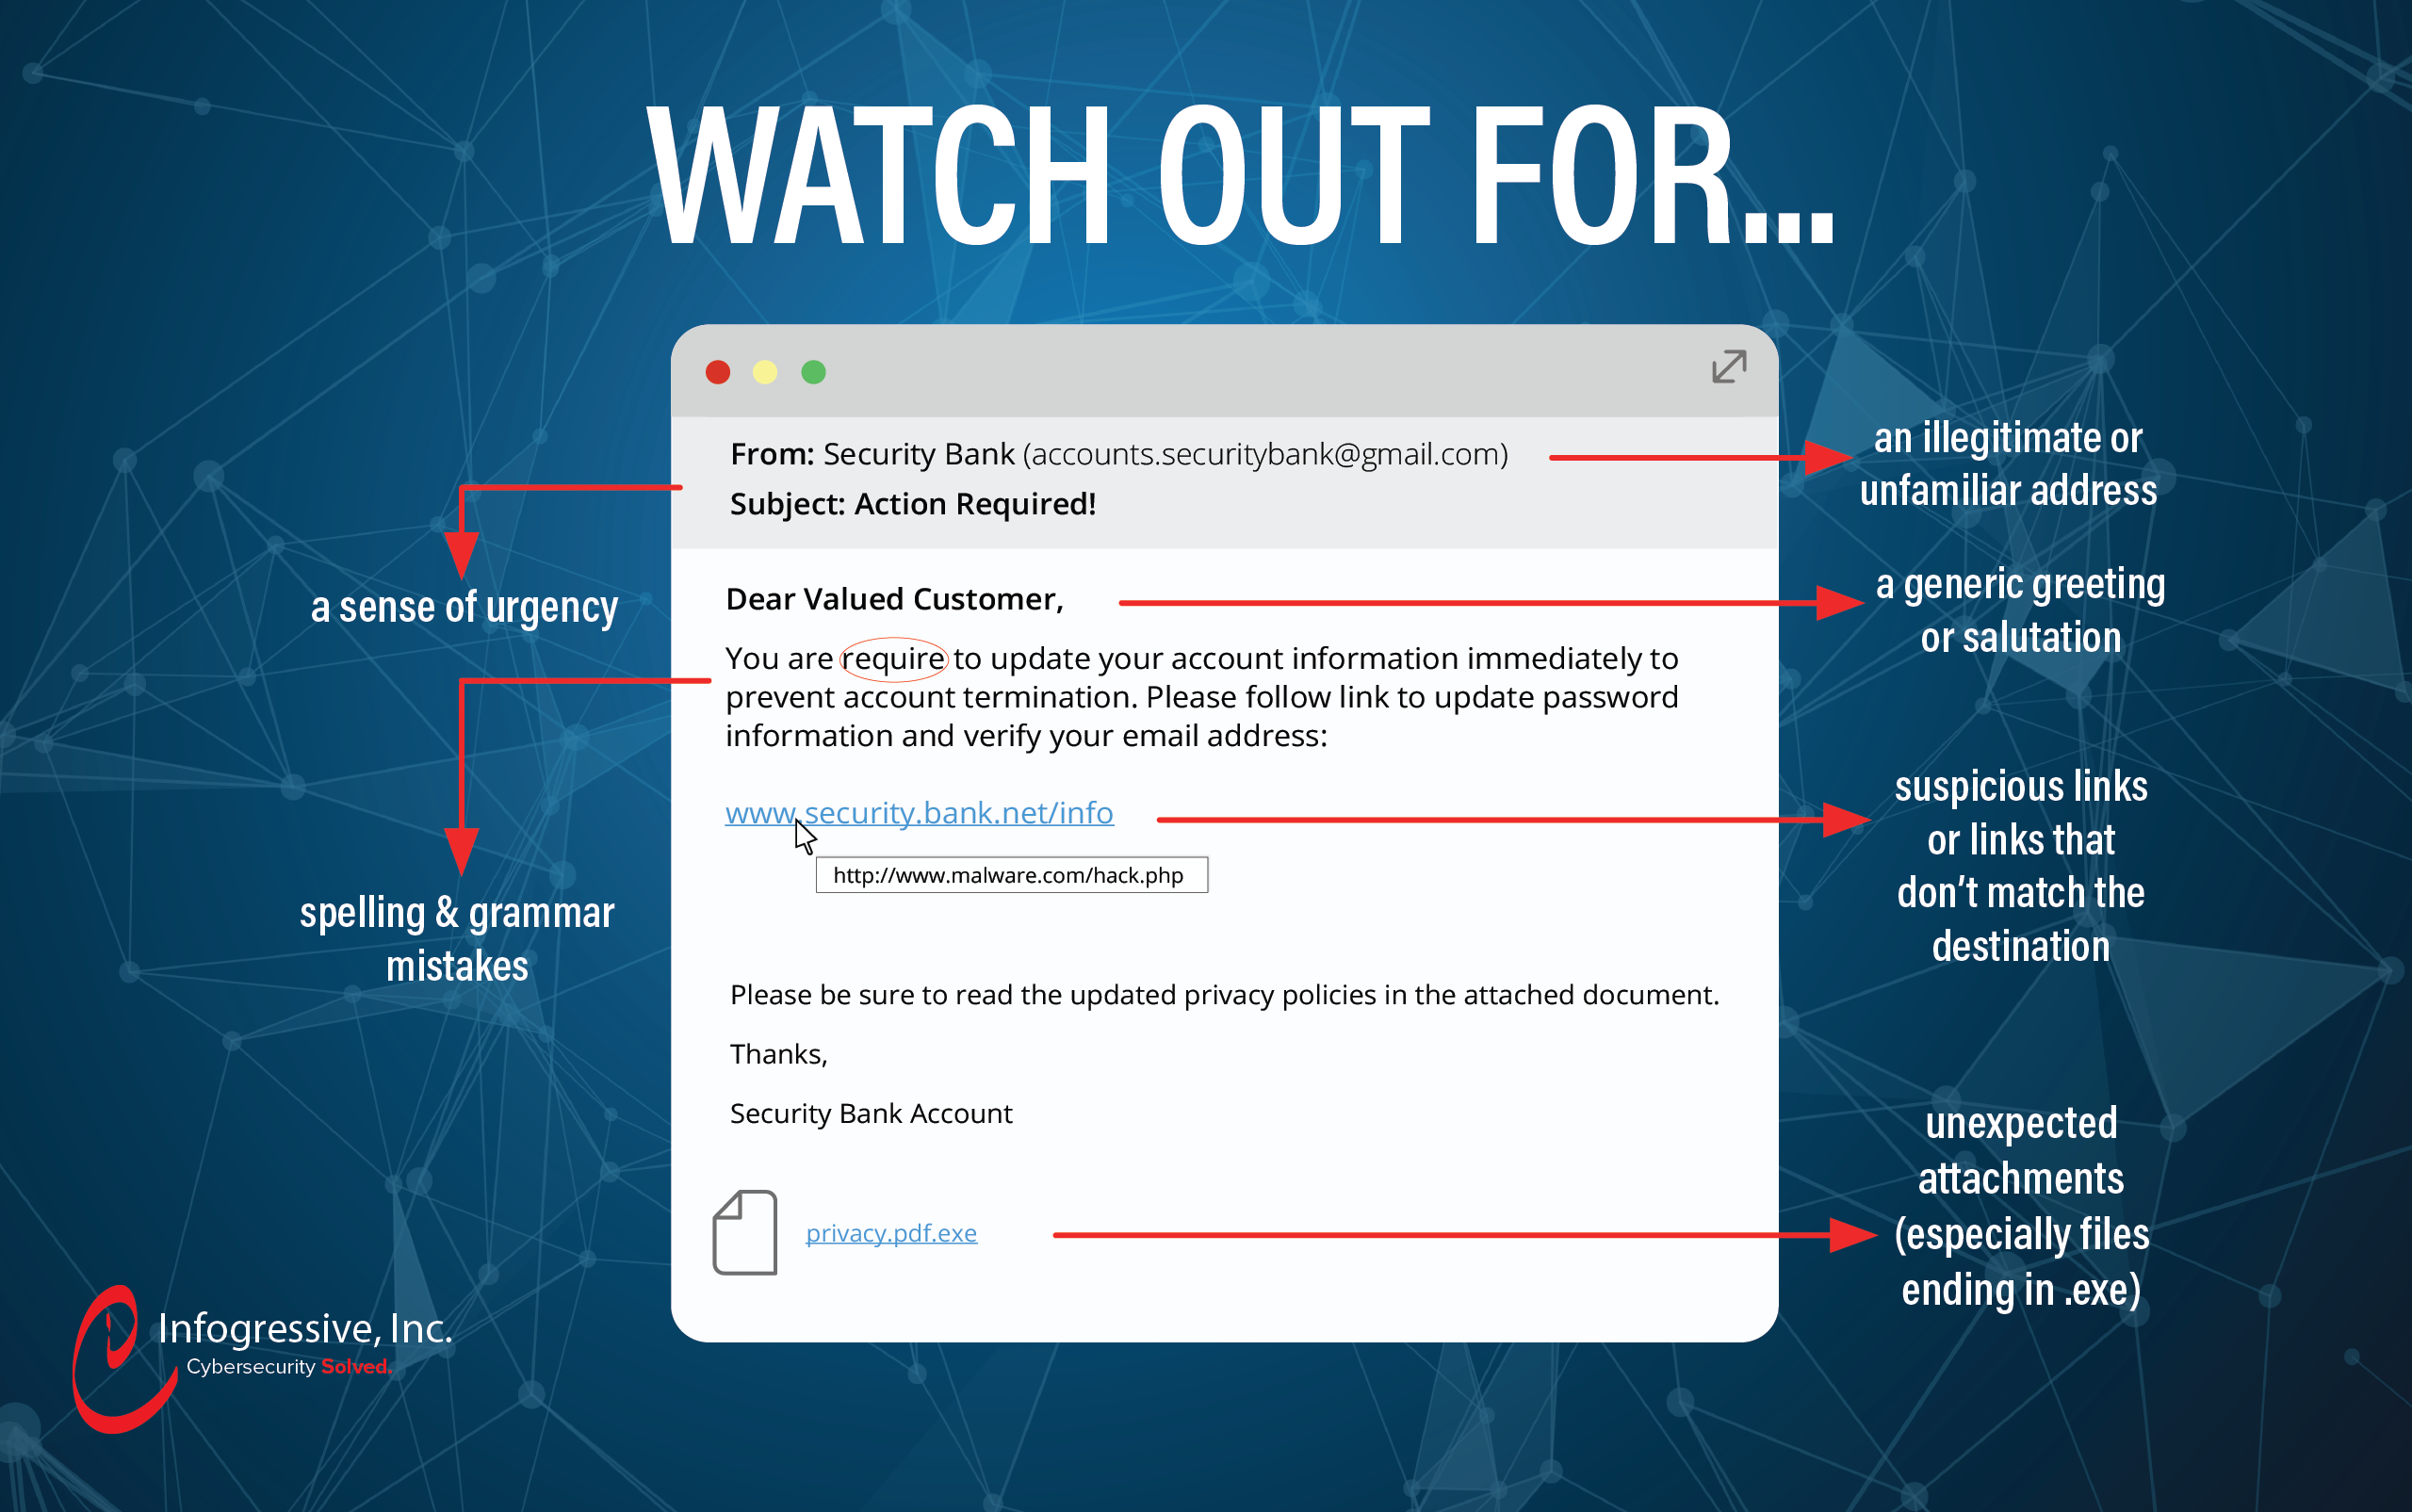 WATCH OUT FOR...
From: Security Bank (accounts.securitybank@gmail.com)
Subject: Action Required!
an illegitimate or
unfamiliar address
a sense of urgency
Dear Valued Customer,
a generic greeting
or salutation
You are require to update your account information immediately to
prevent account termination. Please follow link to update password
information and verify your email address:
spelling & grammar
mistakes
www.security.bank.net/info
http://www.malware.com/hack.php
suspicious links
or links that
don't match the
destination
Please be sure to read the updated privacy policies in the attached document.
Thanks,
Security Bank Account
privacy.pdf.exe
unexpected
attachments
(especially files
ending in .exe)
Infogressive, Inc.
Cybersecurity Solved.